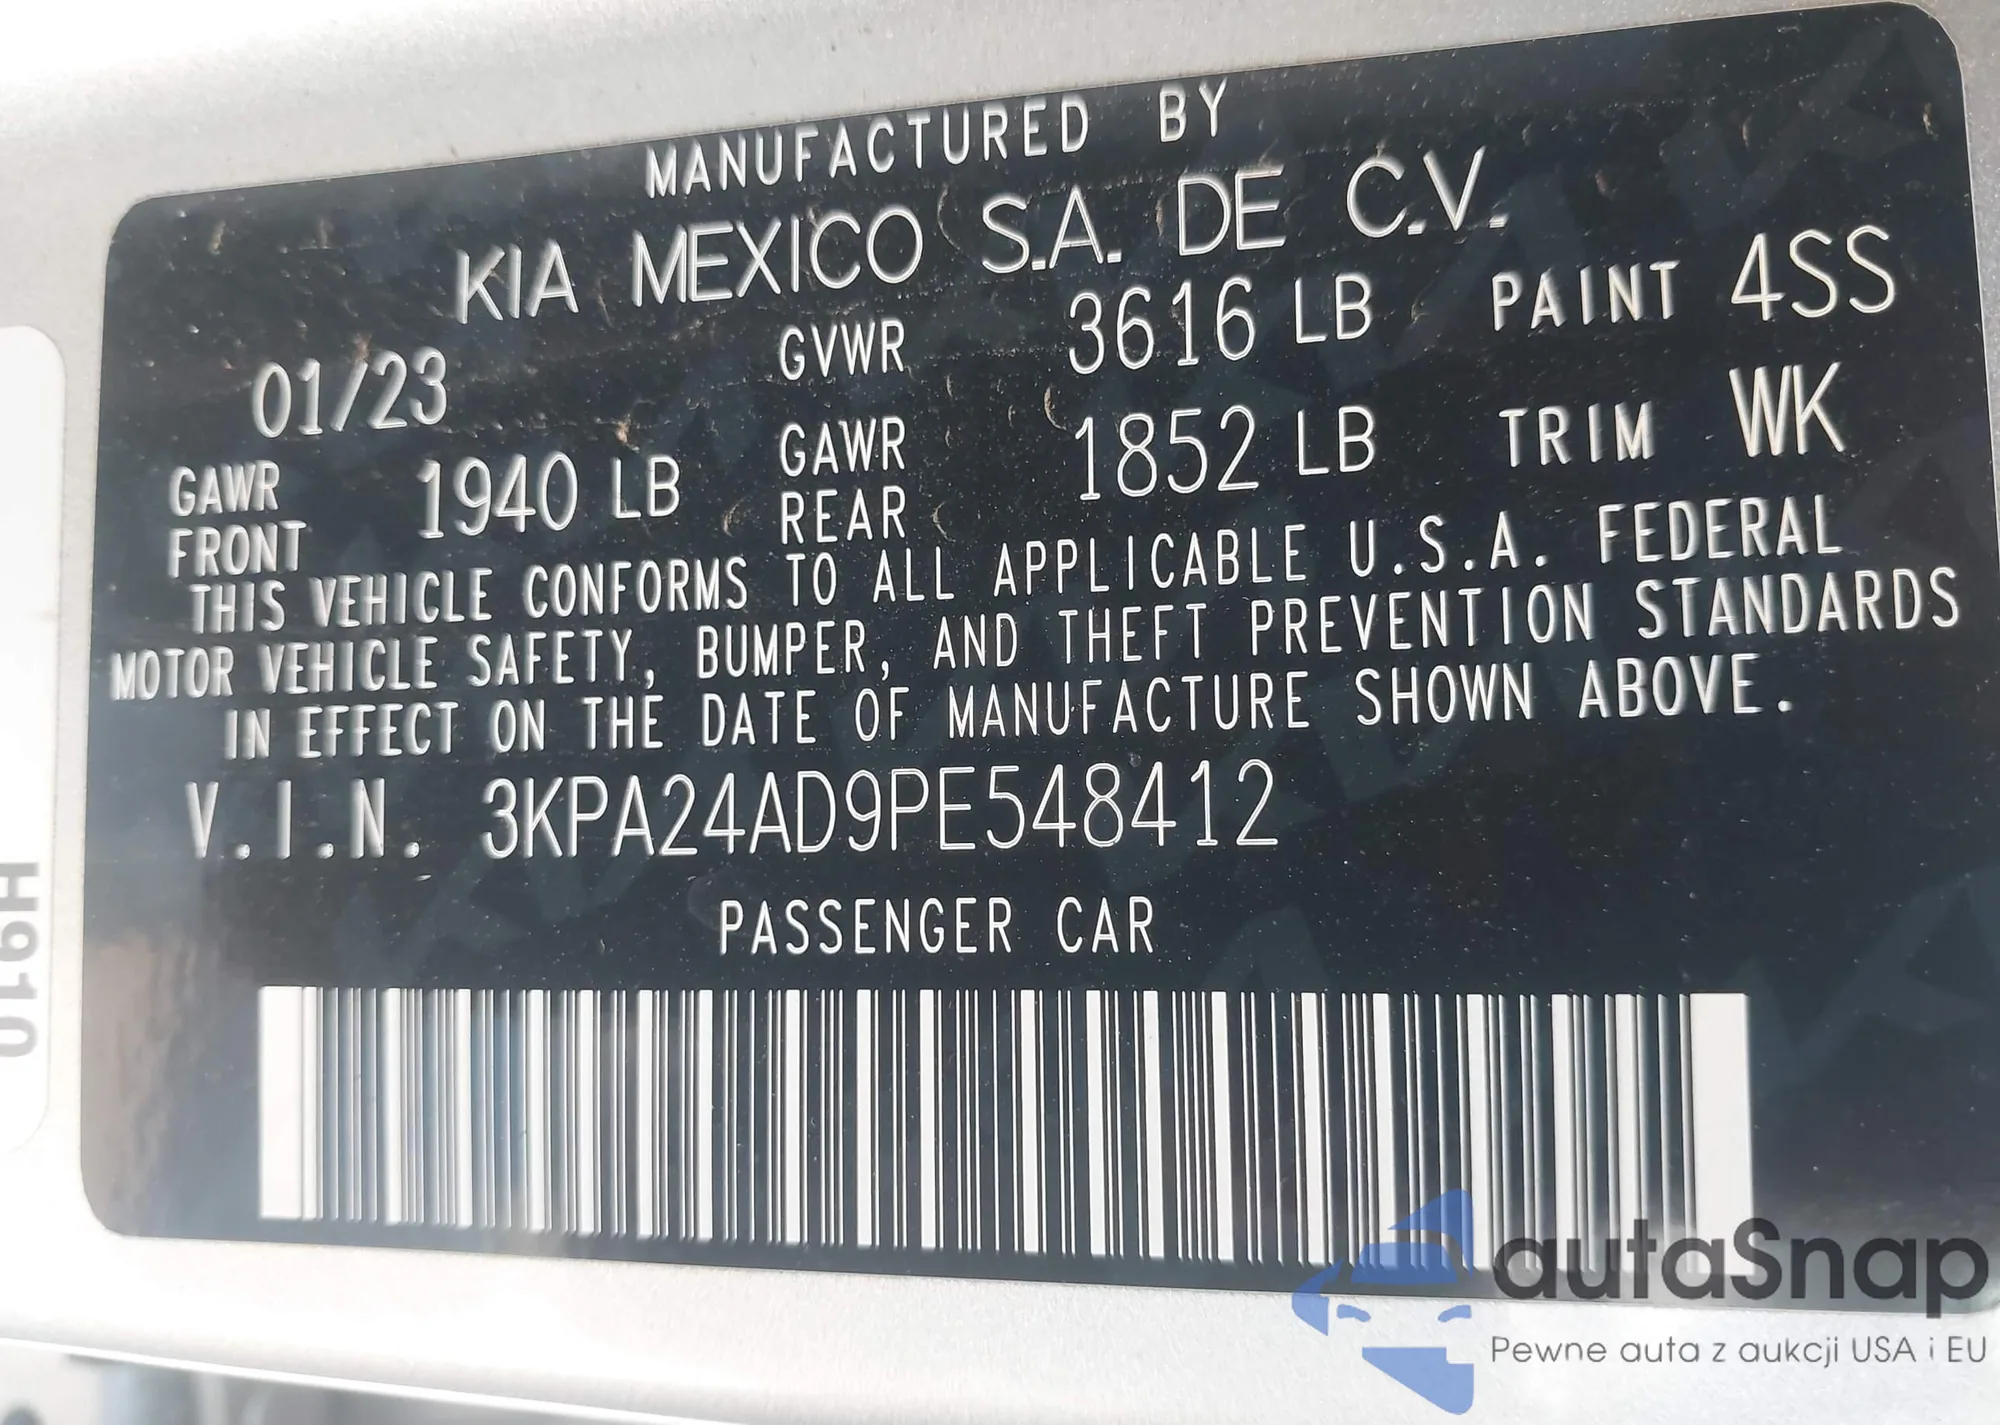 MANUFACTURED BY
KIA MEXICO S.A. DE C.V.
01/23 GVWR 3616 LB PAINT 4SS
GAWR FRONT 1940 LB GAWR REAR 1852 LB TRIM WK
THIS VEHICLE CONFORMS TO ALL APPLICABLE U.S.A. FEDERAL
MOTOR VEHICLE SAFETY, BUMPER, AND THEFT PREVENTION STANDARDS
IN EFFECT ON THE DATE OF MANUFACTURE SHOWN ABOVE.
V.I.N. 3KPA24AD9PE548412
PASSENGER CAR
H910
autaSnap
Pewne auta z aukcji USA i EU